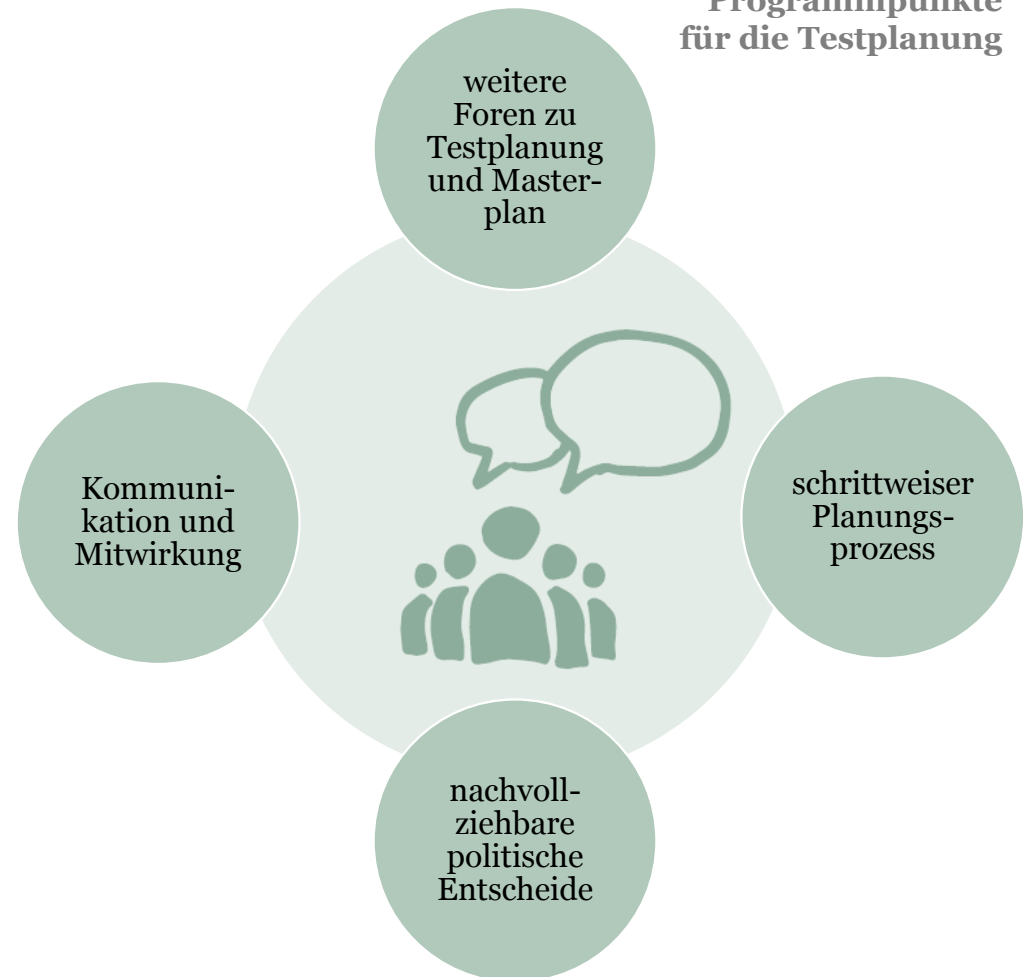 Programmpunkte
für die Testplanung
weitere
Foren zu
Testplanung
und Master-
plan
Kommuni-
kation und
Mitwirkung
schrittweiser
Planungs-
prozess
nachvoll-
ziehbare
politische
Entscheide